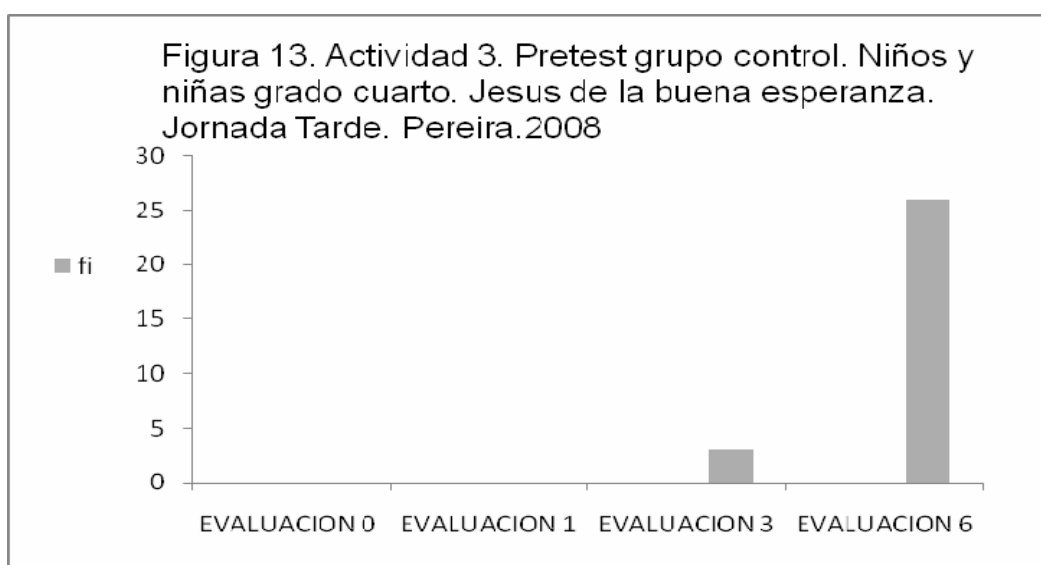 Figura 13. Actividad 3. Pretest grupo control. Niños y
niñas grado cuarto. Jesus de la buena esperanza.
Jornada Tarde. Pereira.2008
30
25
20
15
10
5
0
fi
EVALUACION 0 EVALUACION 1 EVALUACION 3 EVALUACION 6